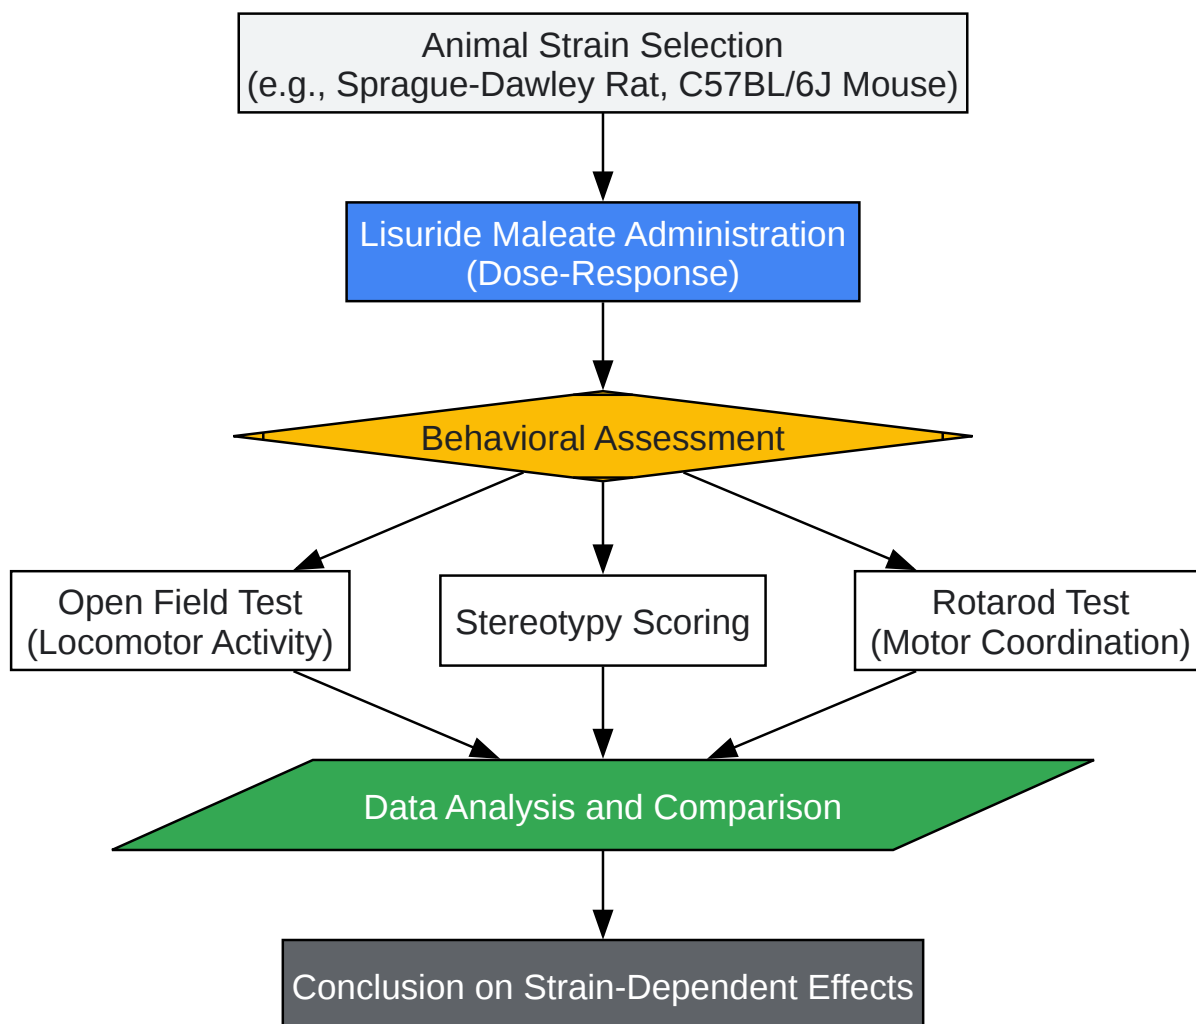 Animal Strain Selection
(e.g., Sprague-Dawley Rat, C57BL/6J Mouse)
Lisuride Maleate Administration
(Dose-Response)
Behavioral Assessment
Open Field Test
(Locomotor Activity)
Stereotypy Scoring
Rotarod Test
(Motor Coordination)
Data Analysis and Comparison
Conclusion on Strain-Dependent Effects